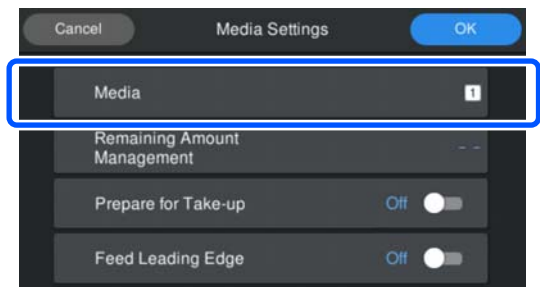 Cancel Media Settings OK
Media 1
Remaining Amount
Management - -
Prepare for Take-up Off
Feed Leading Edge Off